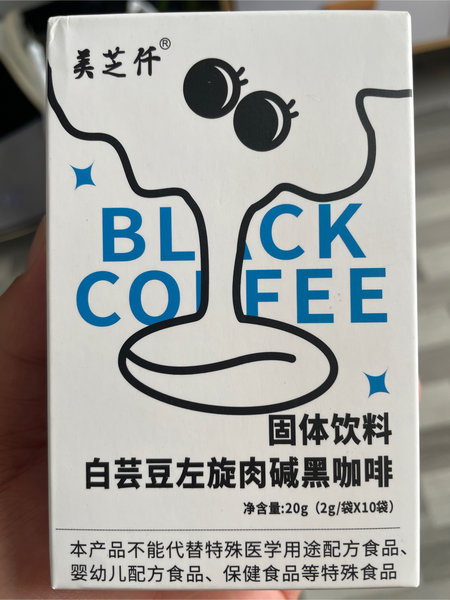 美芝仟®
BLACK
COFFEE
固体饮料
白芸豆左旋肉碱黑咖啡
净含量:20g（2g/袋X10袋）
本产品不能代替特殊医学用途配方食品、
婴幼儿配方食品、保健食品等特殊食品